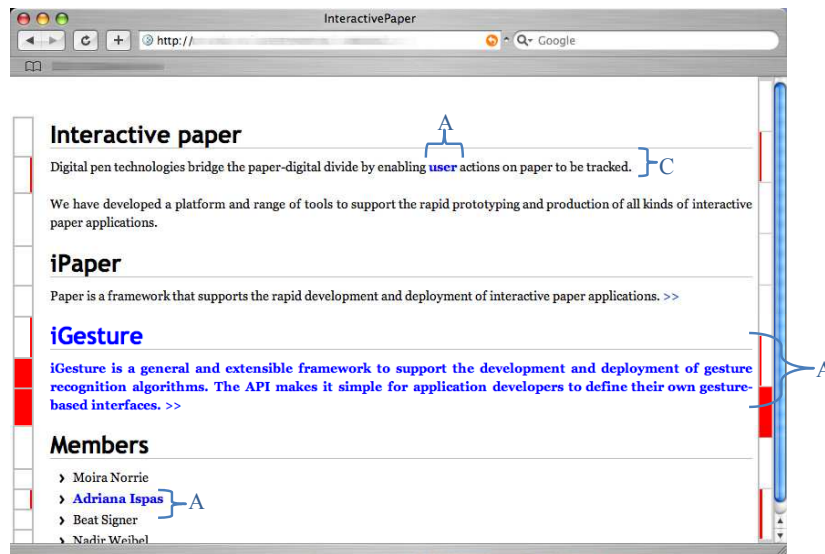 InteractivePaper
http://
Google
A
Interactive paper
Digital pen technologies bridge the paper-digital divide by enabling user actions on paper to be tracked.
C
We have developed a platform and range of tools to support the rapid prototyping and production of all kinds of interactive
paper applications.
iPaper
Paper is a framework that supports the rapid development and deployment of interactive paper applications. >>
iGesture
iGesture is a general and extensible framework to support the development and deployment of gesture
recognition algorithms. The API makes it simple for application developers to define their own gesture-
based interfaces. >>
A
Members
› Moira Norrie
› Adriana Ispas
A
› Beat Signer
› Nadir Weibel